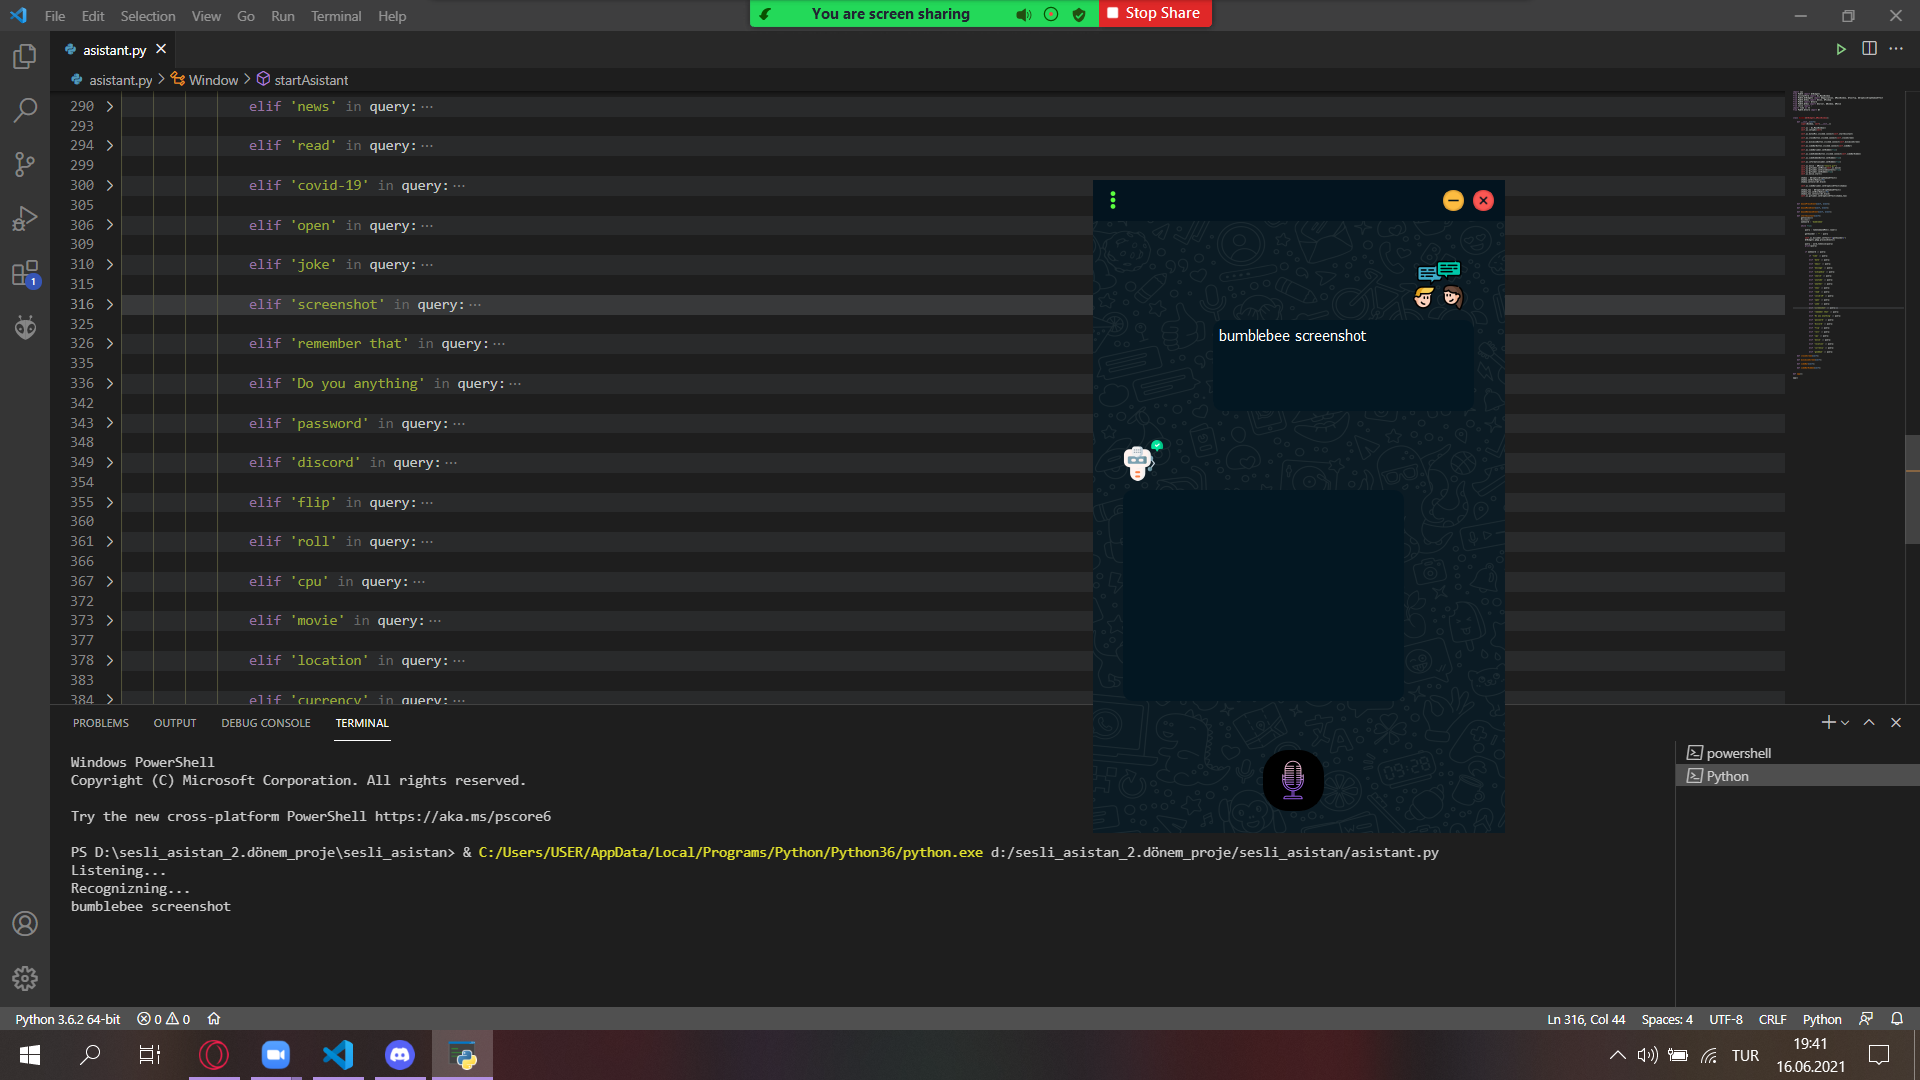 File Edit Selection View Go Run Terminal Help
You are screen sharing
Stop Share
asistant.py
asistant.py > Window > startAsistant
290 elif 'news' in query: ...
293
294 elif 'read' in query: ...
299
300 elif 'covid-19' in query: ...
305
306 elif 'open' in query: ...
309
310 elif 'joke' in query: ...
315
316 elif 'screenshot' in query: ...
325
326 elif 'remember that' in query: ...
335
336 elif 'Do you anything' in query: ...
342
343 elif 'password' in query: ...
348
349 elif 'discord' in query: ...
354
355 elif 'flip' in query: ...
360
361 elif 'roll' in query: ...
366
367 elif 'cpu' in query: ...
372
373 elif 'movie' in query: ...
377
378 elif 'location' in query: ...
383
384 elif 'currency' in query: ...
bumblebee screenshot
PROBLEMS OUTPUT DEBUG CONSOLE TERMINAL
Windows PowerShell
Copyright (C) Microsoft Corporation. All rights reserved.
Try the new cross-platform PowerShell https://aka.ms/pscore6
PS D:\sesli_asistan_2.dönem_proje\sesli_asistan> & C:/Users/USER/AppData/Local/Programs/Python/Python36/python.exe d:/sesli_asistan_2.dönem_proje/sesli_asistan/asistant.py
Listening...
Recognizning...
bumblebee screenshot
powershell
Python
1
Python 3.6.2 64-bit 0 0
Ln 316, Col 44 Spaces: 4 UTF-8 CRLF Python
TUR
19:41
16.06.2021